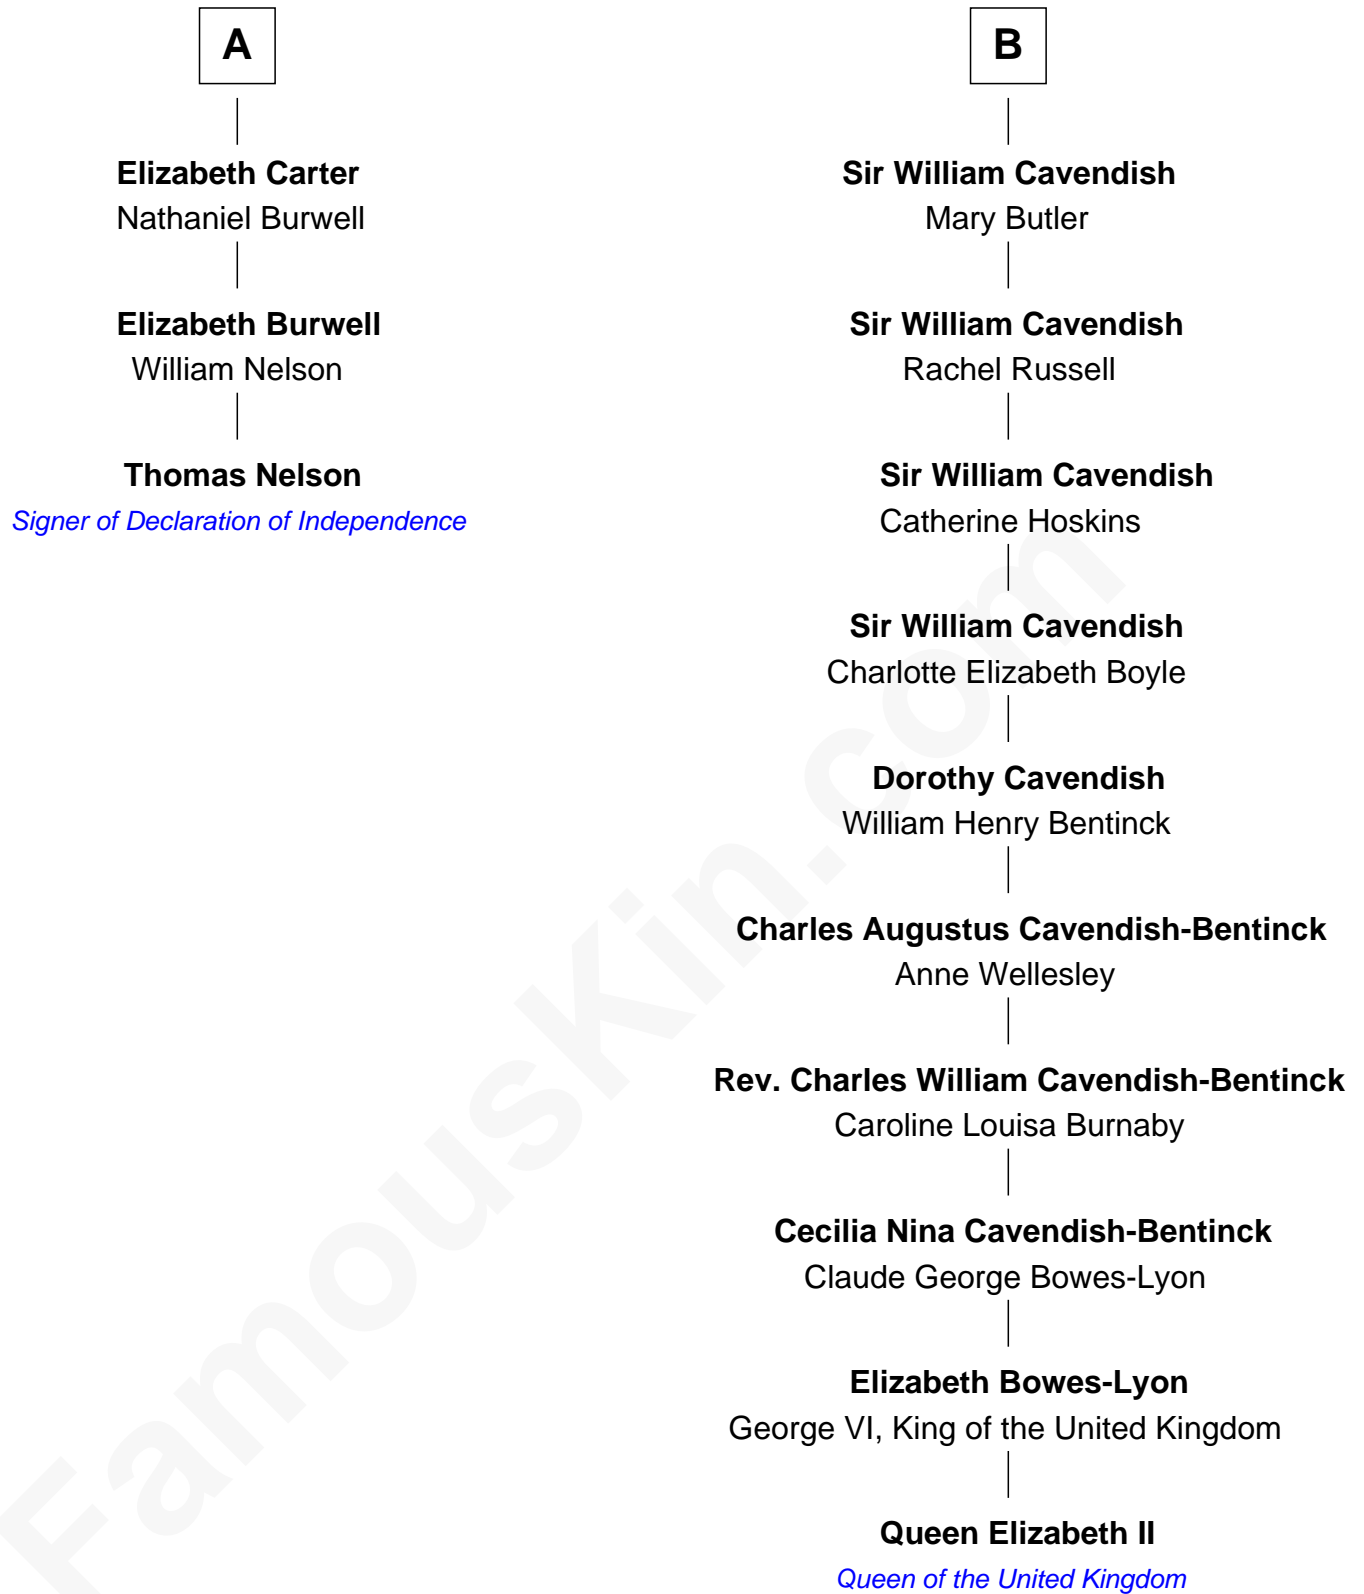 A
Elizabeth Carter
Nathaniel Burwell
Elizabeth Burwell
William Nelson
Thomas Nelson
Signer of Declaration of Independence
B
Sir William Cavendish
Mary Butler
Sir William Cavendish
Rachel Russell
Sir William Cavendish
Catherine Hoskins
Sir William Cavendish
Charlotte Elizabeth Boyle
Dorothy Cavendish
William Henry Bentinck
Charles Augustus Cavendish-Bentinck
Anne Wellesley
Rev. Charles William Cavendish-Bentinck
Caroline Louisa Burnaby
Cecilia Nina Cavendish-Bentinck
Claude George Bowes-Lyon
Elizabeth Bowes-Lyon
George VI, King of the United Kingdom
Queen Elizabeth II
Queen of the United Kingdom
FamousKin.com